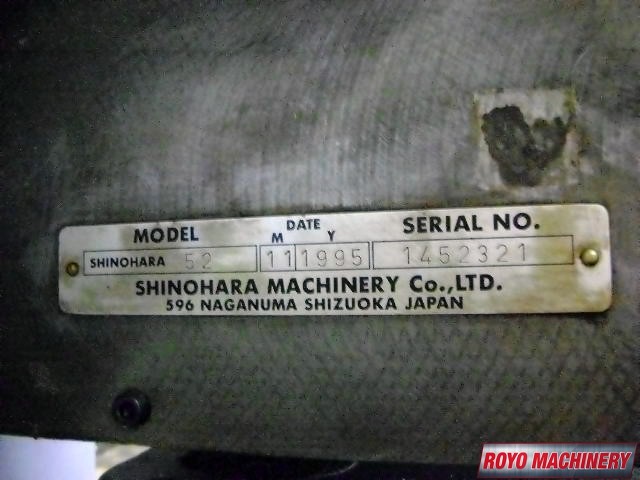 MODEL DATE SERIAL NO.
M Y
SHINOHARA 52 11 1995 1452321
SHINOHARA MACHINERY Co.,LTD.
596 NAGANUMA SHIZUOKA JAPAN
ROYO MACHINERY